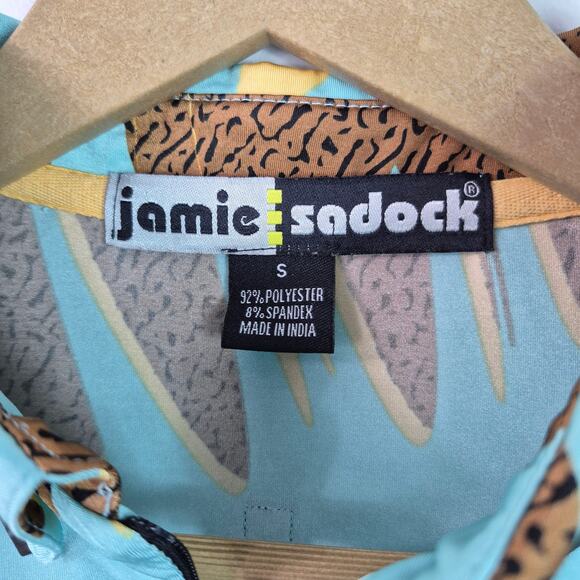 jamie sadock®
S
92% POLYESTER
8% SPANDEX
MADE IN INDIA